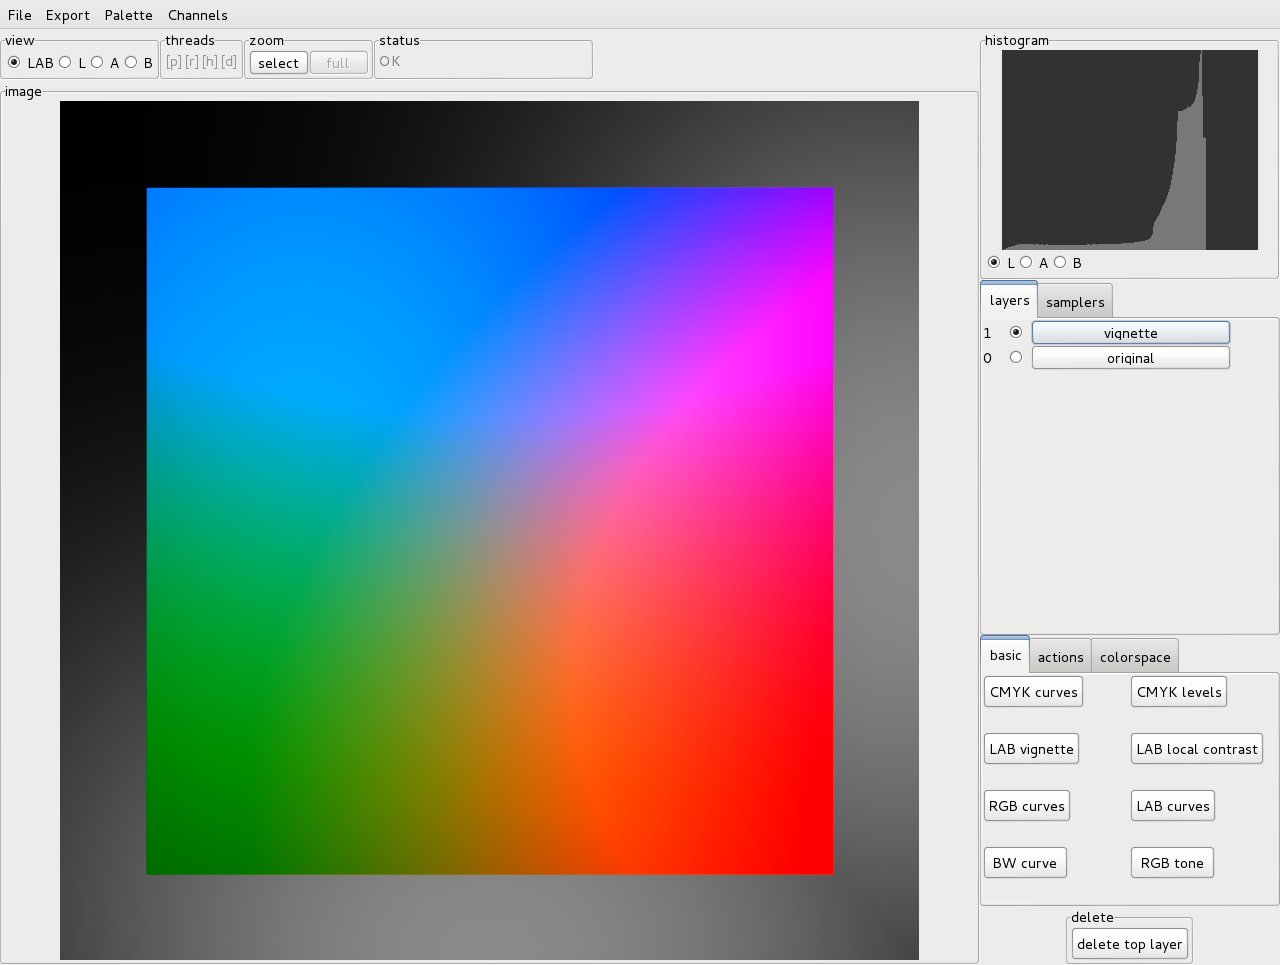 File Export Palette Channels
view threads zoom status
LAB L A B [p] [r] [h] [d] select full OK
image
histogram
L A B
layers samplers
1 vignette
0 original
basic actions colorspace
CMYK curves CMYK levels
LAB vignette LAB local contrast
RGB curves LAB curves
BW curve RGB tone
delete
delete top layer